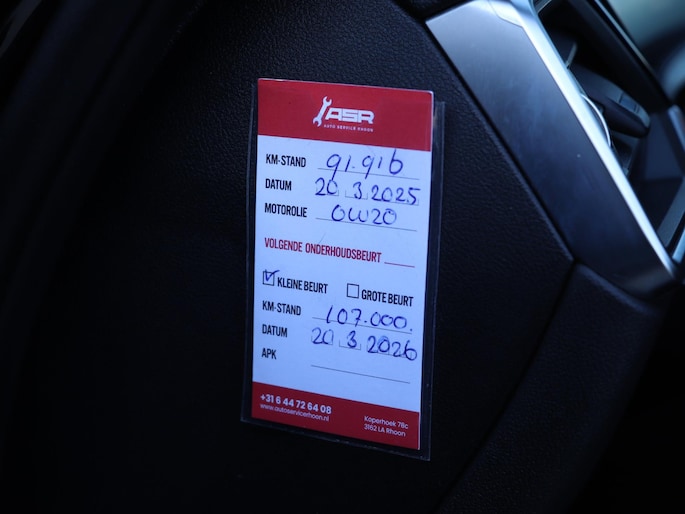 ASR
AUTO SERVICE RHOON
KM-STAND 91.916
DATUM 20 3 2025
MOTOROLIE 0W20
VOLGENDE ONDERHOUDSBEURT
KLEINE BEURT GROTE BEURT
KM-STAND 107.000.
DATUM 20 3 2026
APK
+31 6 44 72 64 08
www.autoservicerhoon.nl
Koperhoek 78c
3162 LA Rhoon